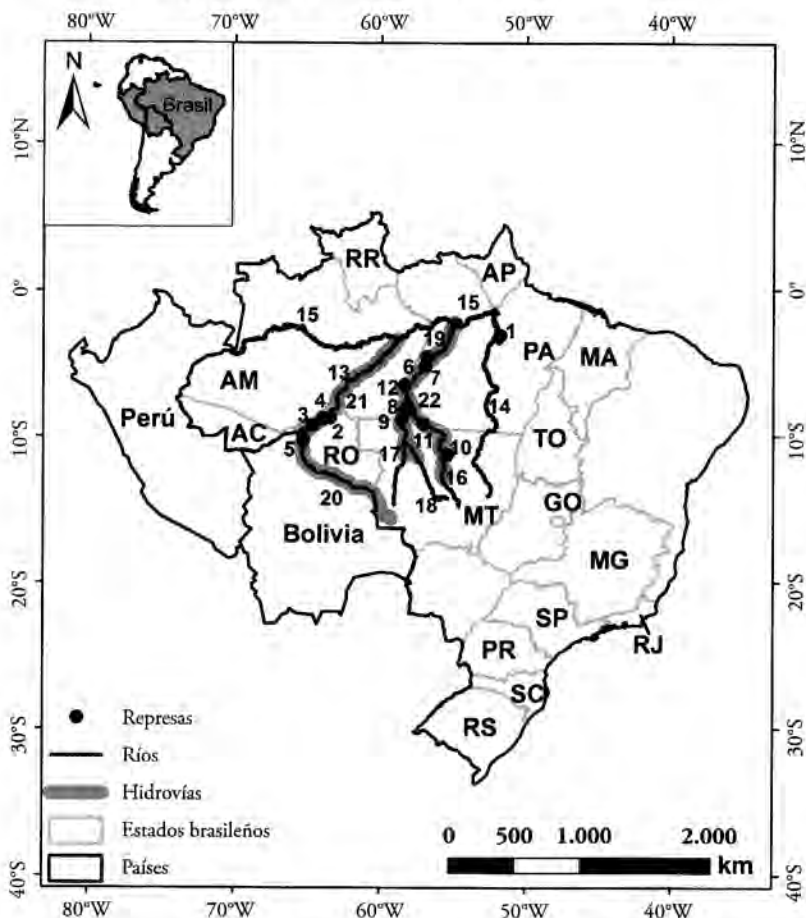 80°W 70°W 60°W 50°W 40°W
N
Brasil
10°N 10°N
0° 0°
10°S 10°S
20°S 20°S
30°S 30°S
40°S 40°S
RR
AP
15
15
1
19
PA
MA
13
6
AM
7
12
4
21
8
22
14
Perú
3
9
AC
2
TO
11
5
RO
10
17
16
20
18
MT
GO
Bolivia
MG
SP
RJ
PR
SC
RS
Represas
Ríos
Hidrovías
Estados brasileños
Países
0 500 1.000 2.000
km
80°W 70°W 60°W 50°W 40°W